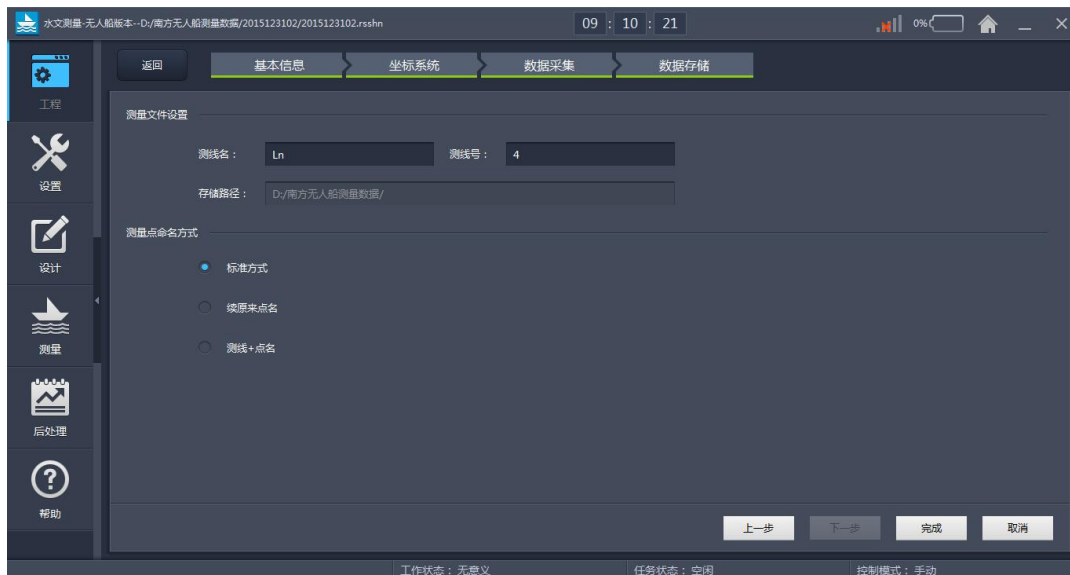 水文测量-无人船版本--D:/南方无人船测量数据/2015123102/2015123102.rsshn
09 : 10 : 21
0%
工程
设置
设计
测量
后处理
帮助
返回
基本信息
坐标系统
数据采集
数据存储
测量文件设置
测线名： Ln 测线号： 4
存储路径： D:/南方无人船测量数据/
测量点命名方式
标准方式
续原来点名
测线+点名
上一步 下一步 完成 取消
工作状态：无意义 任务状态：空闲 控制模式：手动